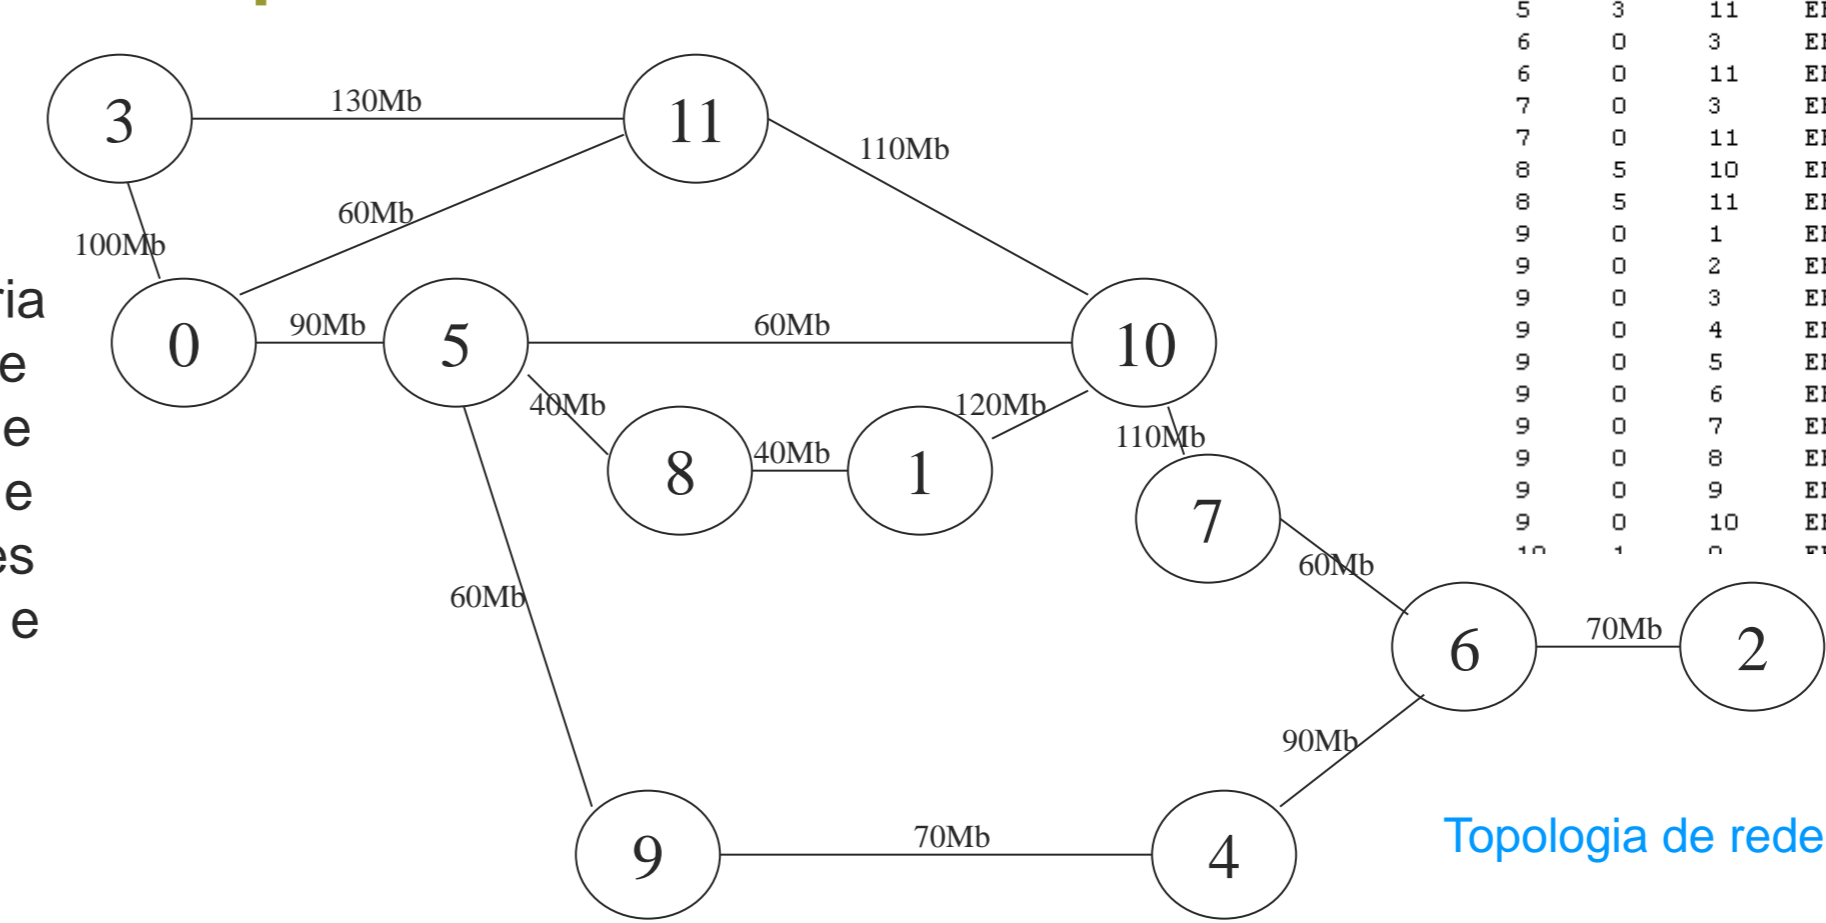 5 3 11
6 0 3
6 0 11
7 0 3
7 0 11
8 5 10
8 5 11
9 0 1
9 0 2
9 0 3
9 0 4
9 0 5
9 0 6
9 0 7
9 0 8
9 0 9
9 0 10
3
130Mb
11
110Mb
60Mb
100Mb
ria
e
e
e
es
e
0
90Mb
5
60Mb
10
40Mb
8
40Mb
1
120Mb
110Mb
7
60Mb
60Mb
6
70Mb
2
90Mb
9
70Mb
4
Topologia de rede